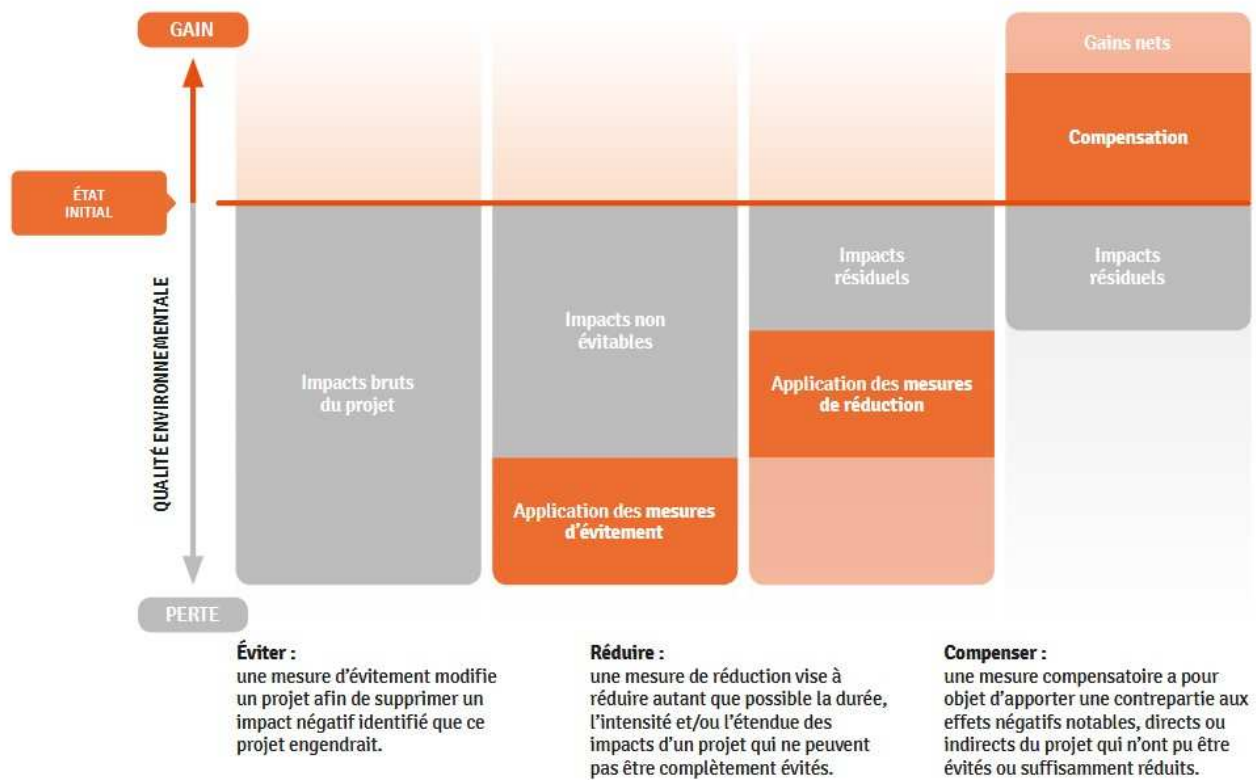 GAIN
Gains nets
Compensation
ÉTAT
INITIAL
Impacts
résiduels
Impacts
résiduels
Impacts non
évitables
Impacts bruts
du projet
Application des mesures
de réduction
Application des mesures
d'évitement
QUALITÉ ENVIRONNEMENTALE
PERTE
Éviter :
une mesure d'évitement modifie
un projet afin de supprimer un
impact négatif identifié que ce
projet engendrait.
Réduire :
une mesure de réduction vise à
réduire autant que possible la durée,
l'intensité et/ou l'étendue des
impacts d'un projet qui ne peuvent
pas être complètement évités.
Compenser :
une mesure compensatoire a pour
objet d'apporter une contrepartie aux
effets négatifs notables, directs ou
indirects du projet qui n'ont pu être
évités ou suffisamment réduits.